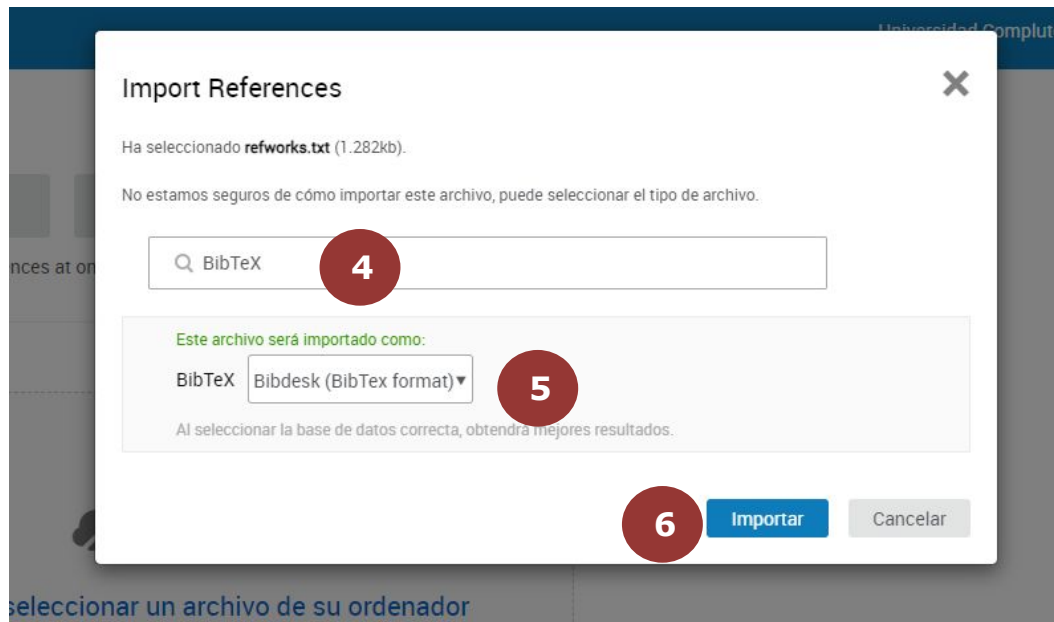 Universidad Complut
Import References
Ha seleccionado refworks.txt (1.282kb).
No estamos seguros de cómo importar este archivo, puede seleccionar el tipo de archivo.
nces at on
BibTeX
4
Este archivo será importado como:
BibTeX Bibdesk (BibTex format)
5
Al seleccionar la base de datos correcta, obtendrá mejores resultados.
6
Importar Cancelar
seleccionar un archivo de su ordenador